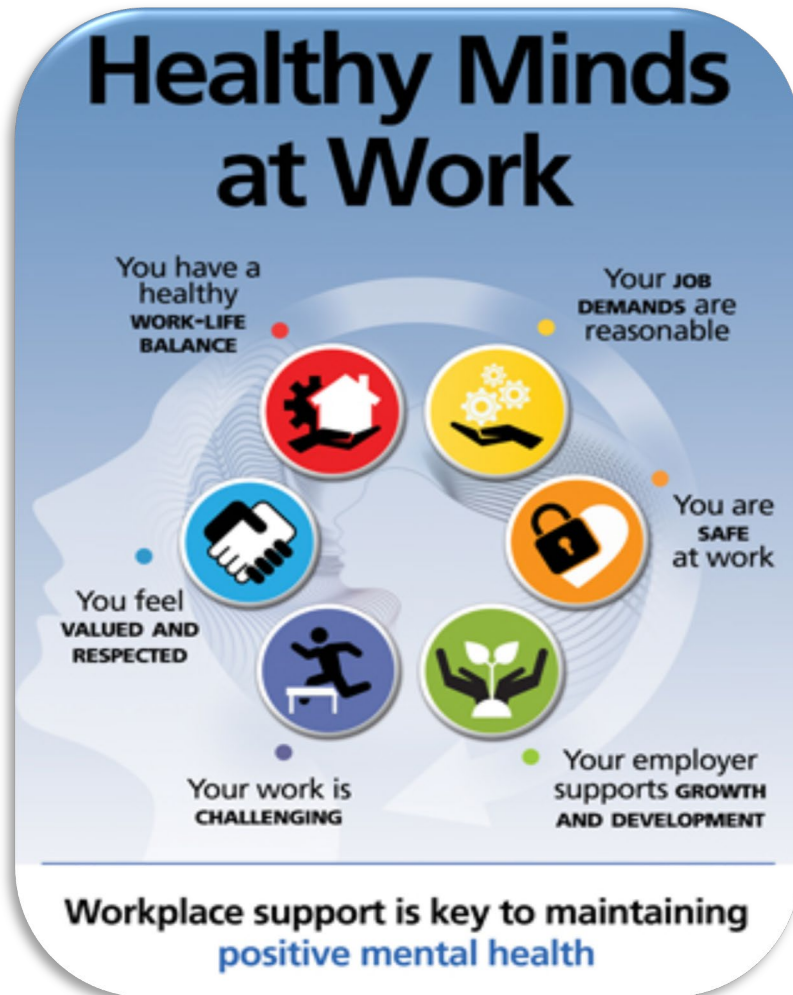 Healthy Minds
at Work
You have a
healthy
WORK-LIFE
BALANCE
Your JOB
DEMANDS are
reasonable
You are
SAFE
at work
You feel
VALUED AND
RESPECTED
Your work is
CHALLENGING
Your employer
supports GROWTH
AND DEVELOPMENT
Workplace support is key to maintaining
positive mental health